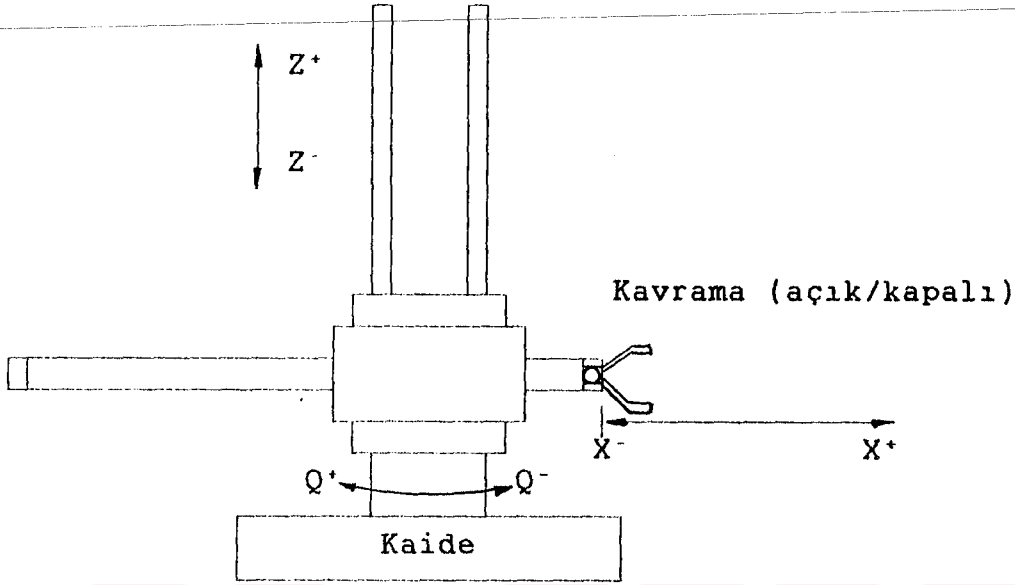 Z⁺
Z⁻
Kavrama (açık/kapalı)
X⁻ X⁺
Q⁺ Q⁻
Kaide